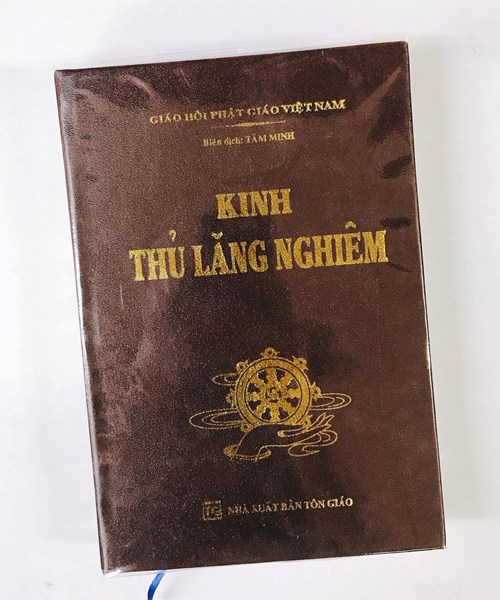 GIÁO HỘI PHẬT GIÁO VIỆT NAM
Biên dịch: TÂM MINH
KINH
THỦ LĂNG NGHIÊM
NHÀ XUẤT BẢN TÔN GIÁO